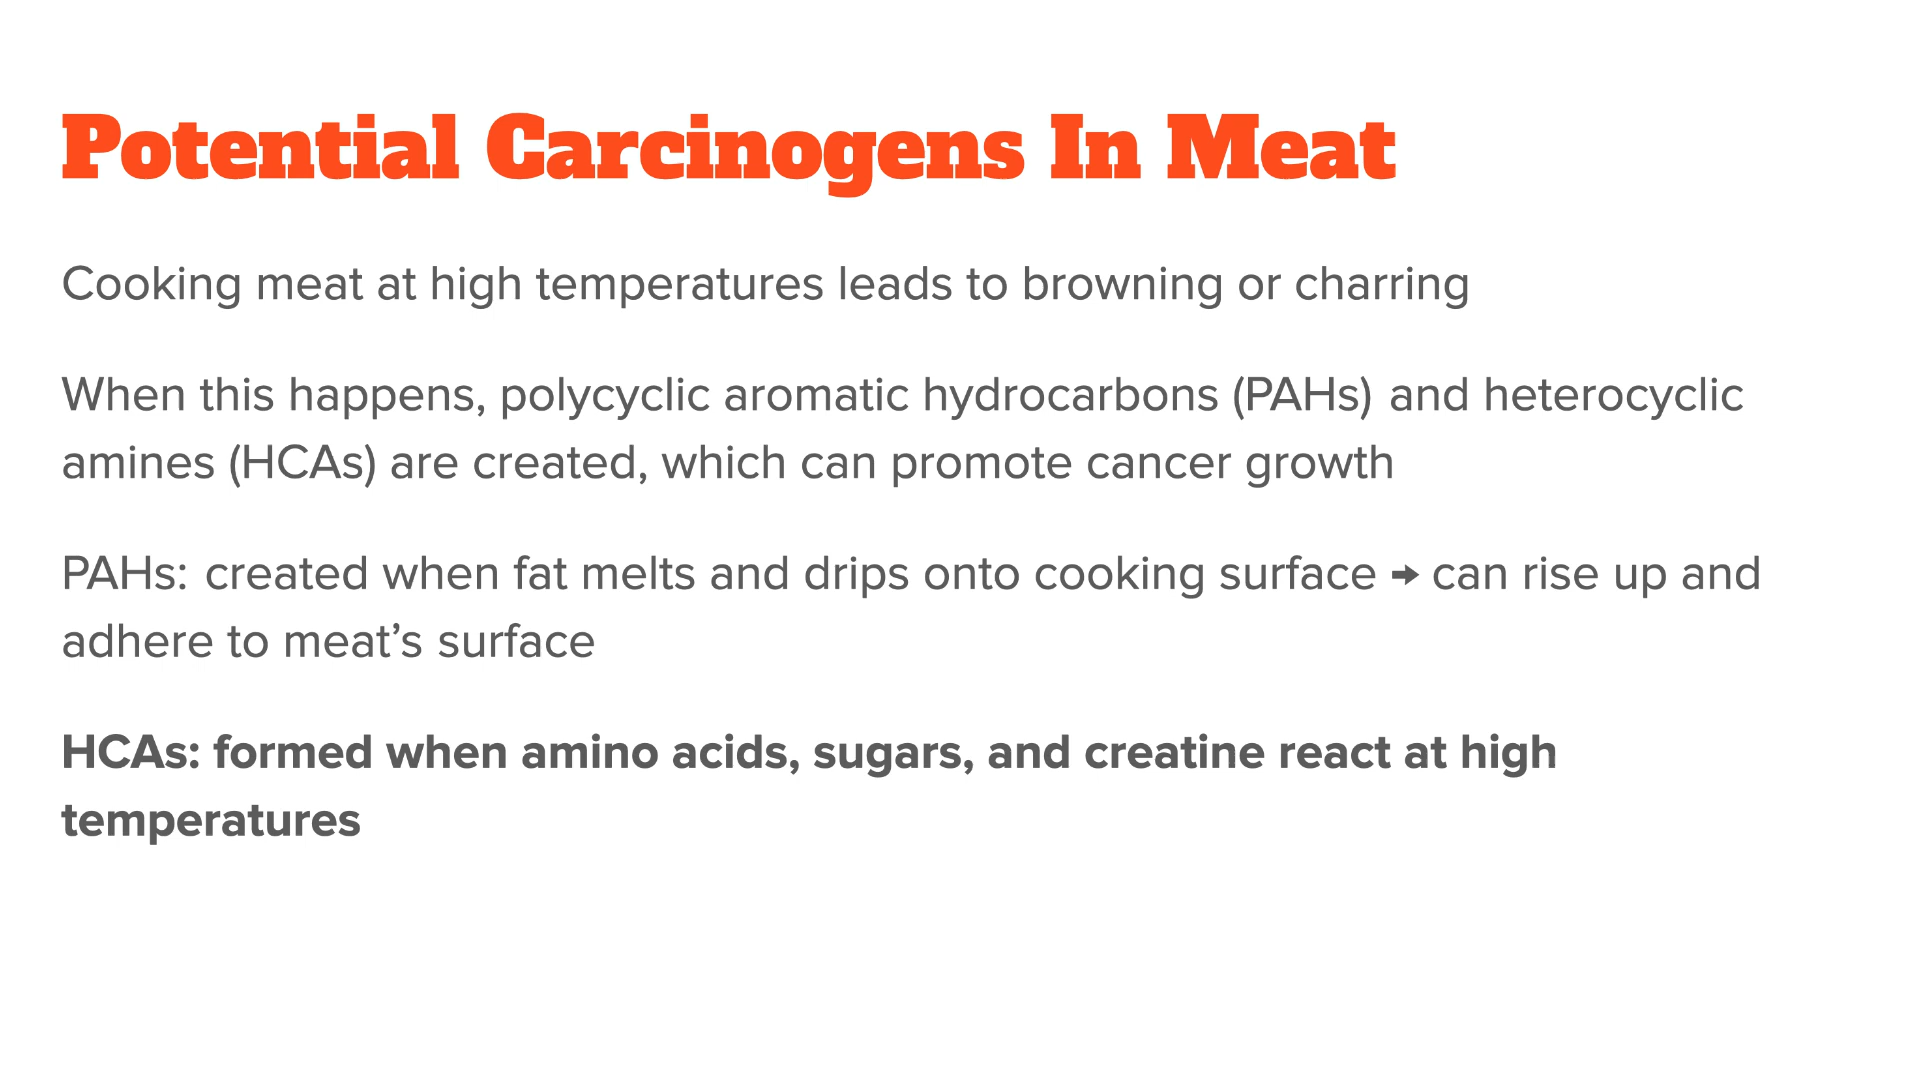 Potential Carcinogens In Meat
Cooking meat at high temperatures leads to browning or charring
When this happens, polycyclic aromatic hydrocarbons (PAHs) and heterocyclic
amines (HCAs) are created, which can promote cancer growth
PAHs: created when fat melts and drips onto cooking surface → can rise up and
adhere to meat’s surface
HCAs: formed when amino acids, sugars, and creatine react at high
temperatures